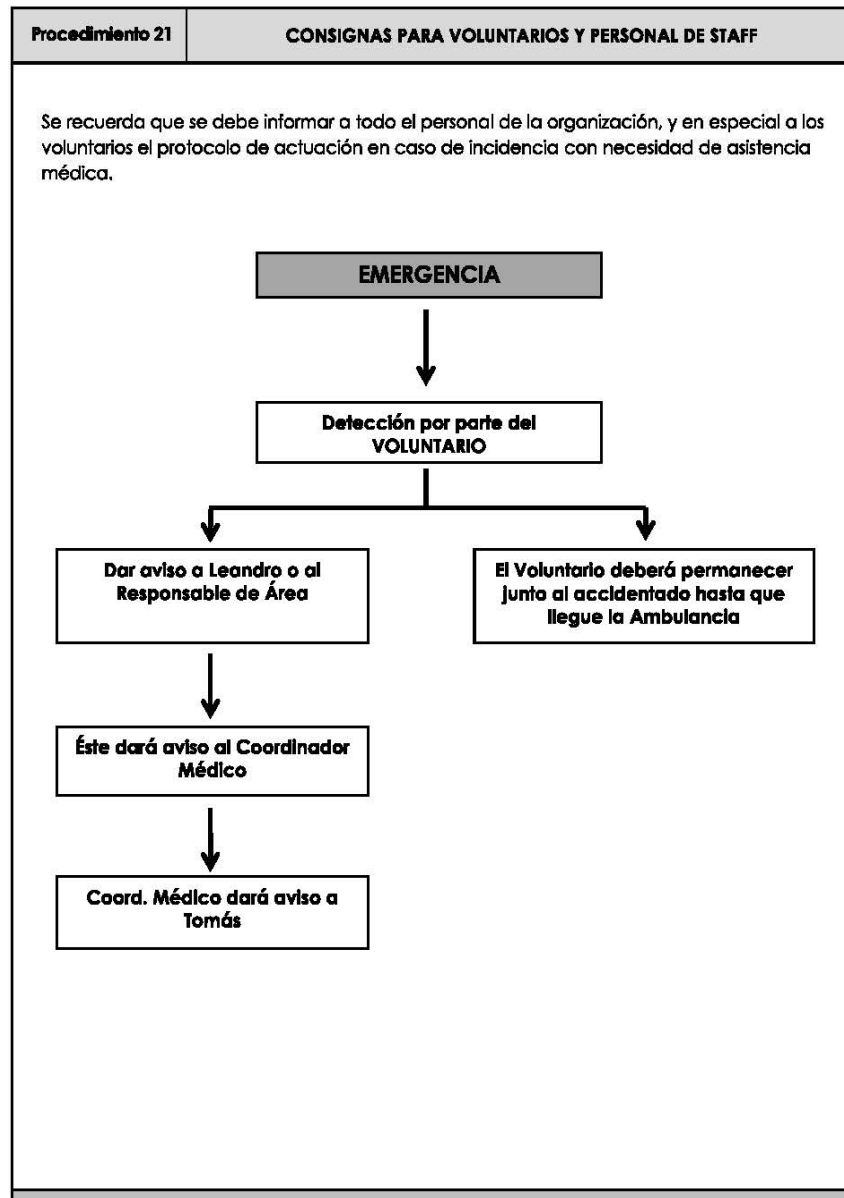 Procedimiento 21
CONSIGNAS PARA VOLUNTARIOS Y PERSONAL DE STAFF
Se recuerda que se debe informar a todo el personal de la organización, y en especial a los
voluntarios el protocolo de actuación en caso de incidencia con necesidad de asistencia
médica.
EMERGENCIA
Detección por parte del
VOLUNTARIO
Dar aviso a Leandro o al
Responsable de Área
El Voluntario deberá permanecer
junto al accidentado hasta que
llegue la Ambulancia
Éste dará aviso al Coordinador
Médico
Coord. Médico dará aviso a
Tomás